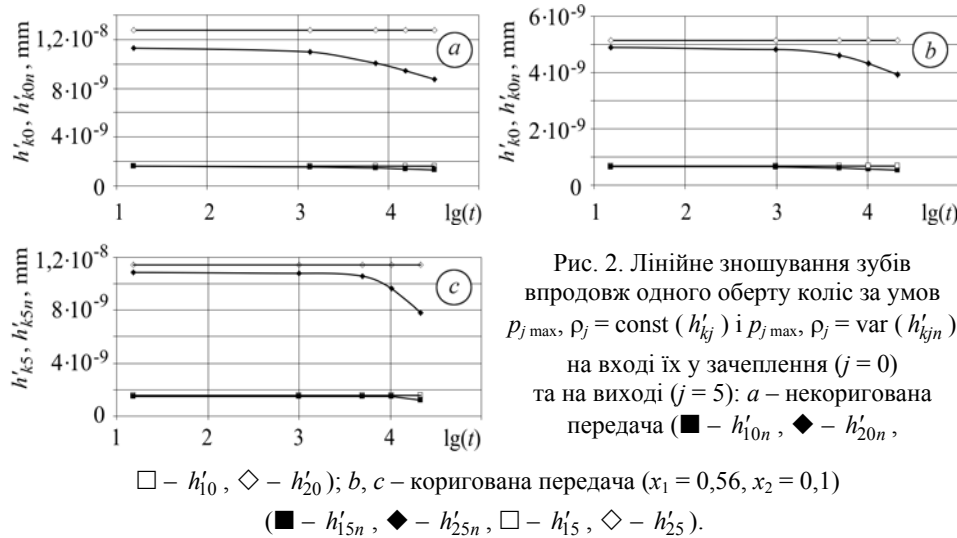 h′k0, h′k0n, mm
1,2·10⁻⁸
8·10⁻⁹
4·10⁻⁹
0
1 2 3 4 lg(t)
a
h′k0, h′k0n, mm
6·10⁻⁹
4·10⁻⁹
2·10⁻⁹
0
1 2 3 4 lg(t)
b
h′k5, h′k5n, mm
1,2·10⁻⁸
8·10⁻⁹
4·10⁻⁹
0
1 2 3 4 lg(t)
c
Рис. 2. Лінійне зношування зубів
впродовж одного оберту коліс за умов
pj max, ρj = const ( h′kj ) і pj max, ρj = var ( h′kjn )
на вході їх у зачеплення (j = 0)
та на виході (j = 5): a – некоригована
передача (■ – h′10n , ◆ – h′20n ,
□ – h′10 , ◇ – h′20 ); b, c – коригована передача (x1 = 0,56, x2 = 0,1)
(■ – h′15n , ◆ – h′25n, □ – h′15 , ◇ – h′25 ).